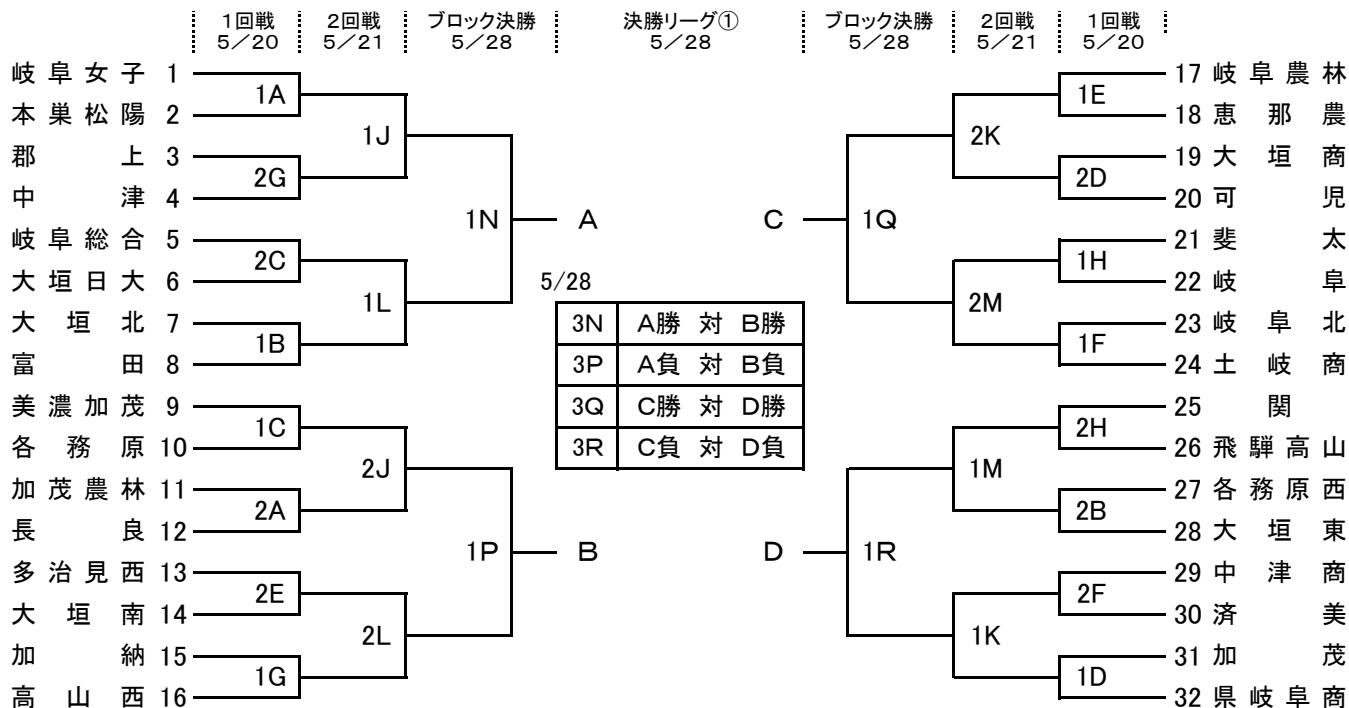 1回戦 2回戦 ブロック決勝 決勝リーグ① ブロック決勝 2回戦 1回戦
5/20 5/21 5/28 5/28 5/28 5/21 5/20
岐阜女子 1
1A
本巣松陽 2
1J
郡上 3
2G
中津 4
1N A
岐阜総合 5
2C
大垣日大 6
1L
大垣北 7
1B
富田 8
美濃加茂 9
1C
各務原 10
2J
加茂農林 11
2A
長良 12
1P B
多治見西 13
2E
大垣南 14
2L
加納 15
1G
高山西 16
5/28
3N A勝 対 B勝
3P A負 対 B負
3Q C勝 対 D勝
3R C負 対 D負
17 岐阜農林
1E
18 恵那農
2K
19 大垣商
2D
20 可児
C 1Q
21 斐太
1H
22 岐阜
2M
23 岐阜北
1F
24 土岐商
25 関
2H
26 飛騨高山
1M
27 各務原西
2B
28 大垣東
D 1R
29 中津商
2F
30 済美
1K
31 加茂
1D
32 県岐阜商